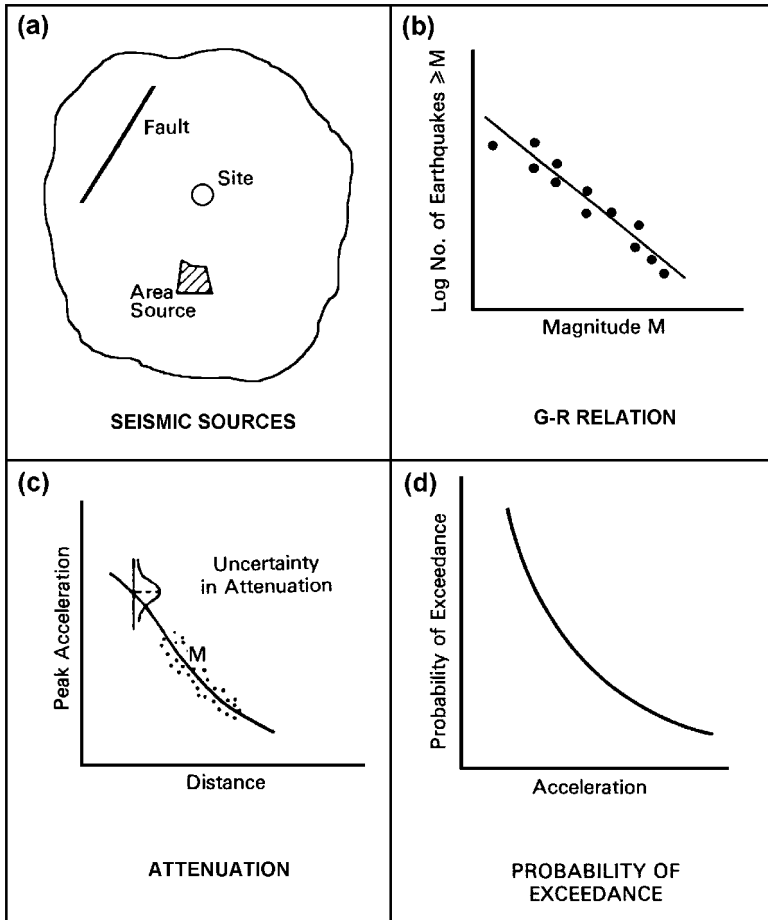 (a)
Fault
Site
Area
Source
SEISMIC SOURCES
(b)
Log No. of Earthquakes ⩾ M
Magnitude M
G-R RELATION
(c)
Uncertainty
in Attenuation
M
Peak Acceleration
Distance
ATTENUATION
(d)
Probability of Exceedance
Acceleration
PROBABILITY OF
EXCEEDANCE